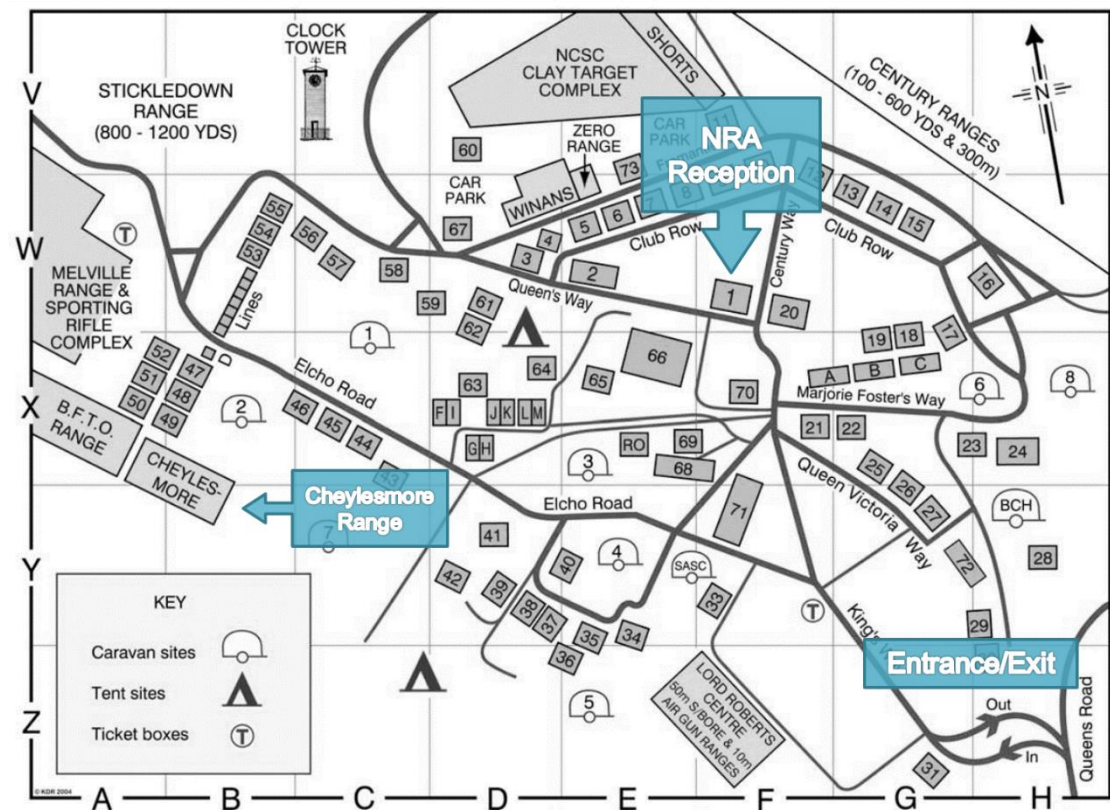 CLOCK
TOWER
NCSC
CLAY TARGET
COMPLEX
SHORTS
CENTURY RANGES
(100 - 600 YDS & 300m)
N
V
STICKLEDOWN
RANGE
(800 - 1200 YDS)
CAR
PARK
11
NRA
Reception
ZERO
RANGE
60
73
CAR
PARK
WINANS
12
13
14
15
55
54
53
56
57
58
67
4
3
5
6
7
8
Club Row
Century Way
Club Row
W
T
MELVILLE
RANGE &
SPORTING
RIFLE
COMPLEX
Lines
D
59
61
62
2
Queen's Way
1
20
16
17
18
19
1
64
66
65
63
70
A
B
C
Marjorie Foster's Way
6
8
52
51
50
47
48
49
2
Elcho Road
46
45
44
43
F I
J K
L M
G H
X
B.F.T.O.
RANGE
CHEYLES-
MORE
3
RO
69
68
21
22
23
24
25
26
27
Queen Victoria
Way
Cheylesmore
Range
7
Elcho Road
71
BCH
28
41
42
39
40
4
SASC
33
72
29
Y
38
37
35
34
36
T
King's
Entrance/Exit
KEY
Caravan sites
Tent sites
Ticket boxes
T
5
LORD ROBERTS
CENTRE
50m S/BORE & 10m
AIR GUN RANGES
Out
In
31
Queens Road
Z
© KDR 2004
A
B
C
D
E
F
G
H